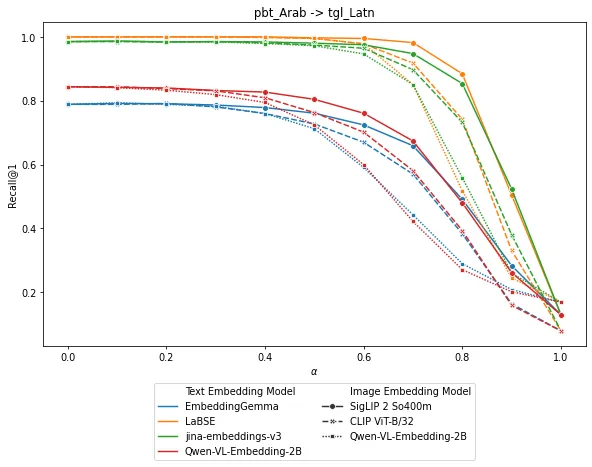 pbt_Arab -> tgl_Latn
Recall@1
1.0
0.8
0.6
0.4
0.2
0.0 0.2 0.4 0.6 0.8 1.0
α
Text Embedding Model Image Embedding Model
EmbeddingGemma SigLIP 2 So400m
LaBSE CLIP ViT-B/32
jina-embeddings-v3 Qwen-VL-Embedding-2B
Qwen-VL-Embedding-2B